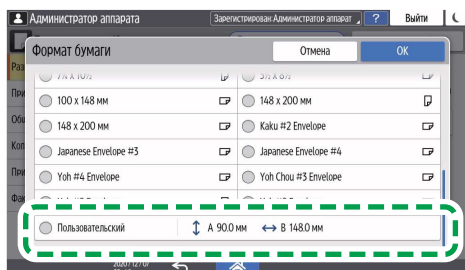 Администратор аппарата Зарегистрирован:Администратор аппарат ? Выйти
Формат бумаги Отмена OK
100 x 148 мм 148 x 200 мм
148 x 200 мм Kaku #2 Envelope
Japanese Envelope #3 Japanese Envelope #4
Yoh #4 Envelope Yoh Chou #3 Envelope
Пользовательский A 90.0 мм B 148.0 мм